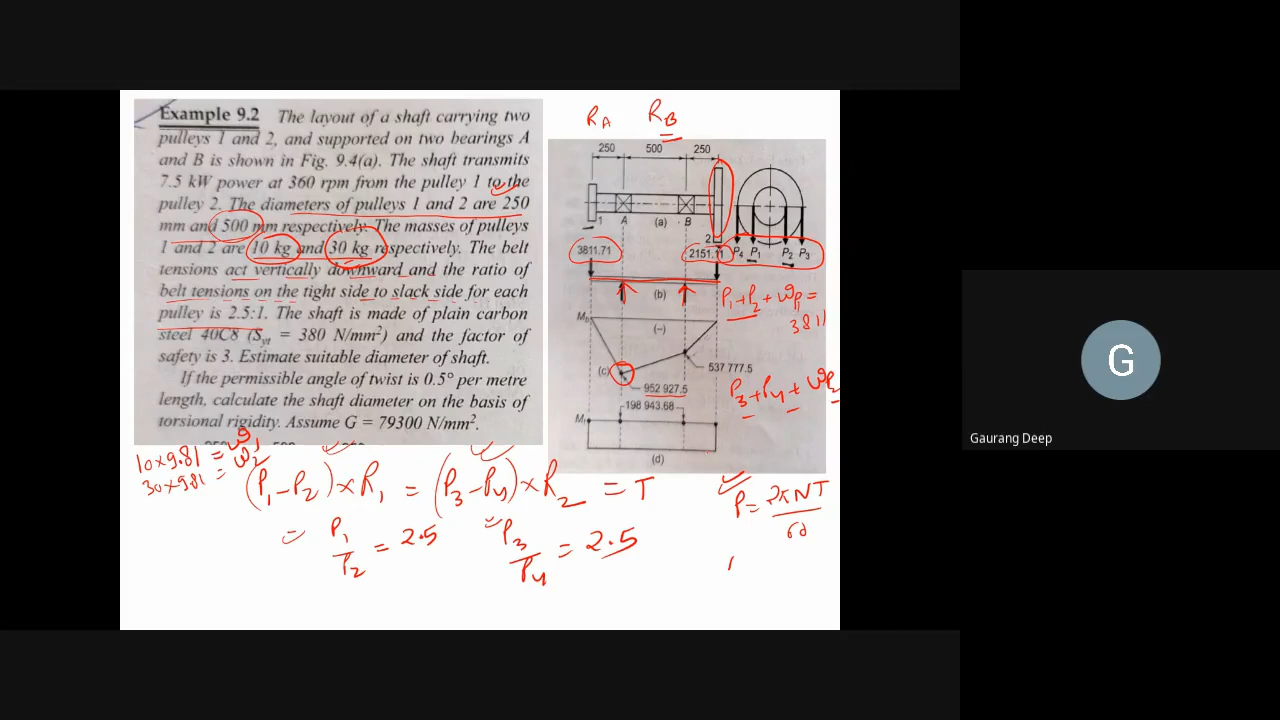 Example 9.2 The layout of a shaft carrying two
pulleys 1 and 2, and supported on two bearings A
and B is shown in Fig. 9.4(a). The shaft transmits
7.5 kW power at 360 rpm from the pulley 1 to the
pulley 2. The diameters of pulleys 1 and 2 are 250
mm and 500 mm respectively. The masses of pulleys
1 and 2 are 10 kg and 30 kg respectively. The belt
tensions act vertically downward and the ratio of
belt tensions on the tight side to slack side for each
pulley is 2.5:1. The shaft is made of plain carbon
steel 40C8 (Syt = 380 N/mm²) and the factor of
safety is 3. Estimate suitable diameter of shaft.
If the permissible angle of twist is 0.5° per metre
length, calculate the shaft diameter on the basis of
torsional rigidity. Assume G = 79300 N/mm².
RA RB
250 500 250
1 A (a) B 2
P4 P1 P2 P3
3811.71 2151.11
(b)
P1+P2+WP1=
3811
Mb (-)
(c) 537 777.5
952 927.5
P3+P4+WP2
198 943.68
Mt
(d)
10×9.81 = W1
30×9.81 = W2
(P1-P2)×R1 = (P3-P4)×R2 = T
P = 2πNT/60
= P1/P2 = 2.5 P3/P4 = 2.5
G
Gaurang Deep